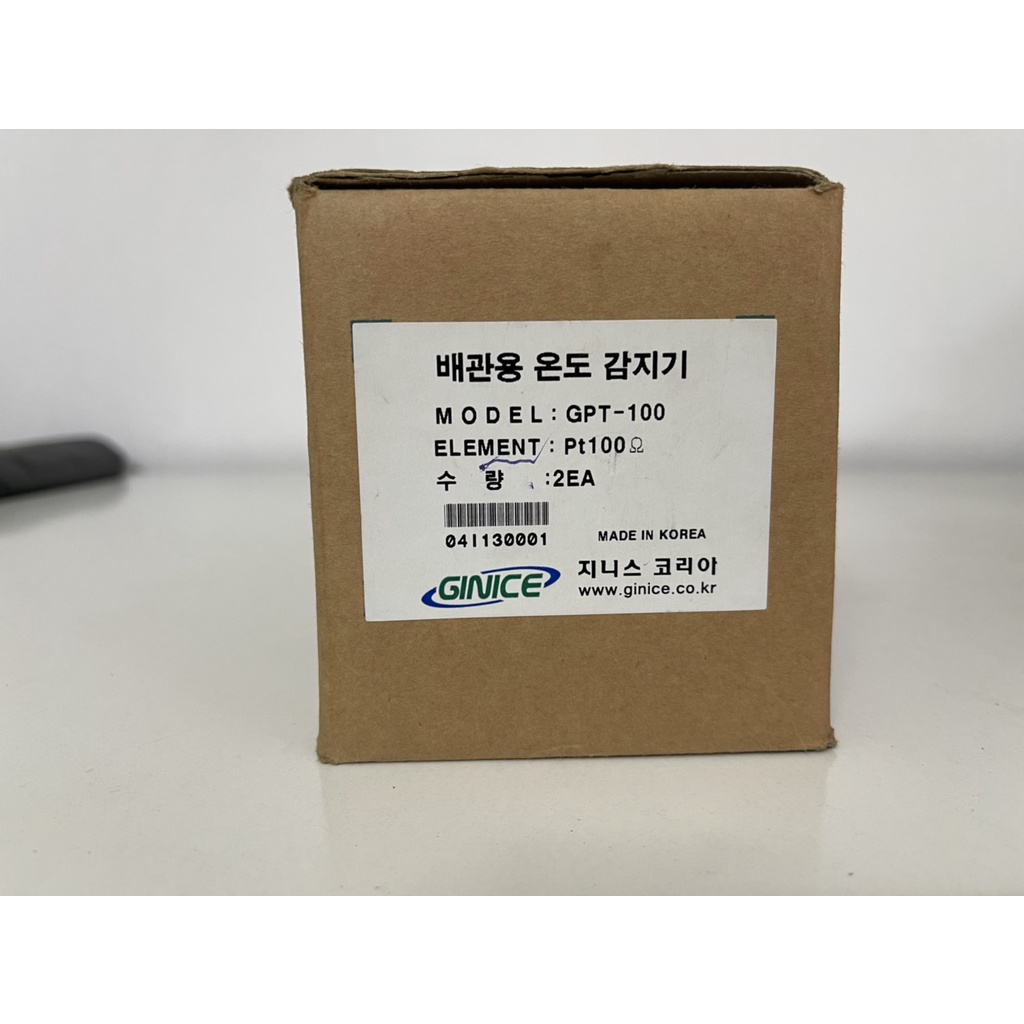 배관용 온도 감지기
MODEL: GPT-100
ELEMENT: Pt100Ω
수 량 :2EA
04I130001
MADE IN KOREA
GINICE
지니스 코리아
www.ginice.co.kr